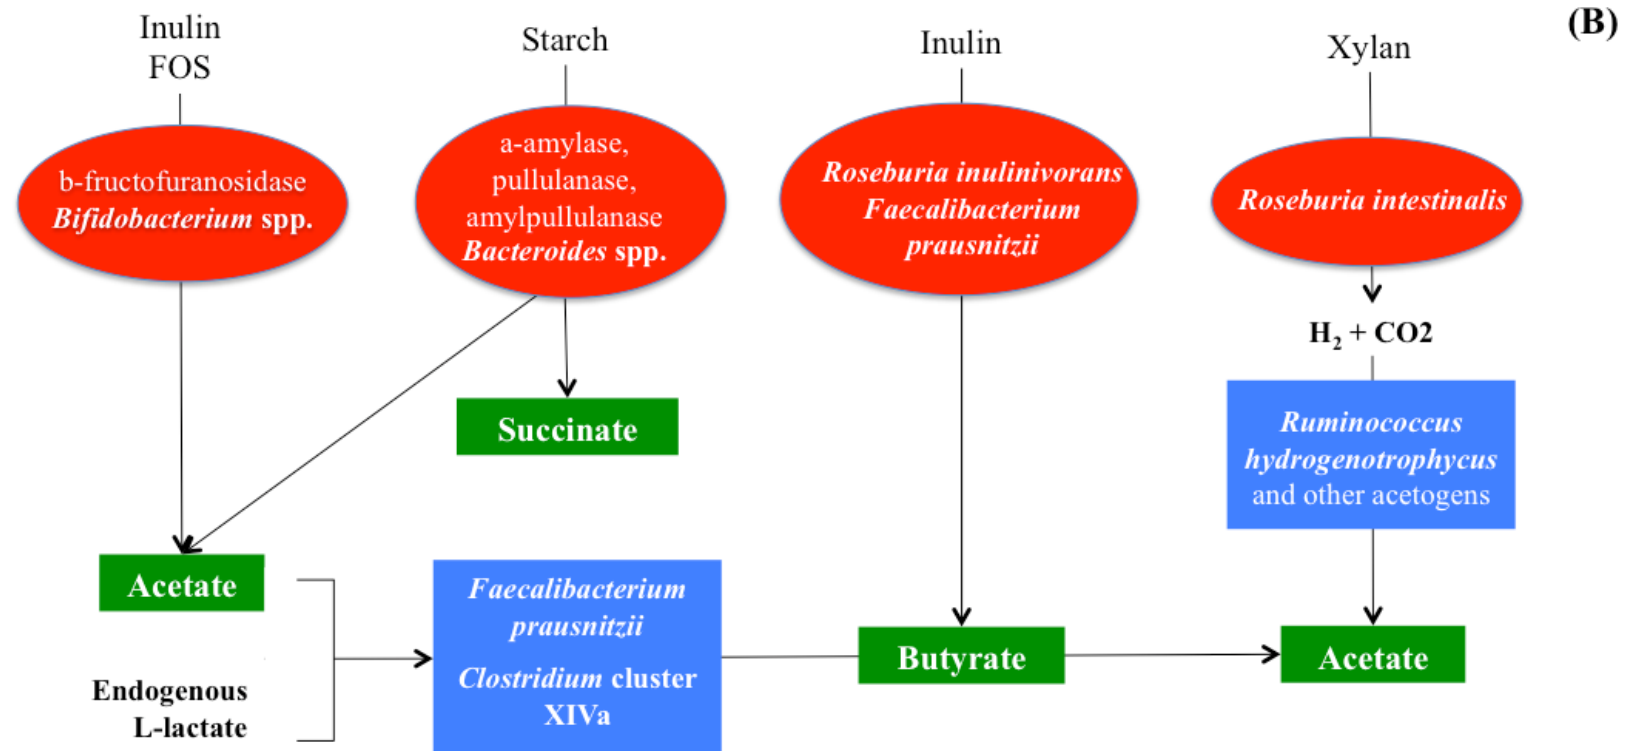 (B)
Inulin
FOS
Starch
Inulin
Xylan
b-fructofuranosidase
Bifidobacterium spp.
a-amylase,
pullulanase,
amylpullulanase
Bacteroides spp.
Roseburia inulinivorans
Faecalibacterium
prausnitzii
Roseburia intestinalis
H₂ + CO2
Succinate
Ruminococcus
hydrogenotrophycus
and other acetogens
Acetate
Endogenous
L-lactate
Faecalibacterium
prausnitzii
Clostridium cluster
XIVa
Butyrate
Acetate